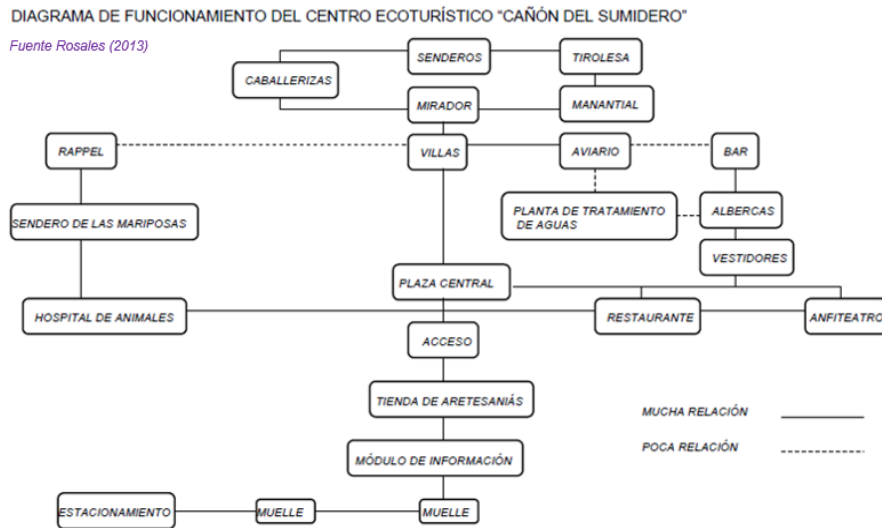 DIAGRAMA DE FUNCIONAMIENTO DEL CENTRO ECOTURÍSTICO “CAÑÓN DEL SUMIDERO”
Fuente Rosales (2013)
SENDEROS
TIROLESA
CABALLERIZAS
MIRADOR
MANANTIAL
RAPPEL
VILLAS
AVIARIO
BAR
SENDERO DE LAS MARIPOSAS
PLANTA DE TRATAMIENTO
DE AGUAS
ALBERCAS
VESTIDORES
PLAZA CENTRAL
HOSPITAL DE ANIMALES
RESTAURANTE
ANFITEATRO
ACCESO
TIENDA DE ARETESANIÁS
MUCHA RELACIÓN
POCA RELACIÓN
MÓDULO DE INFORMACIÓN
ESTACIONAMIENTO
MUELLE
MUELLE